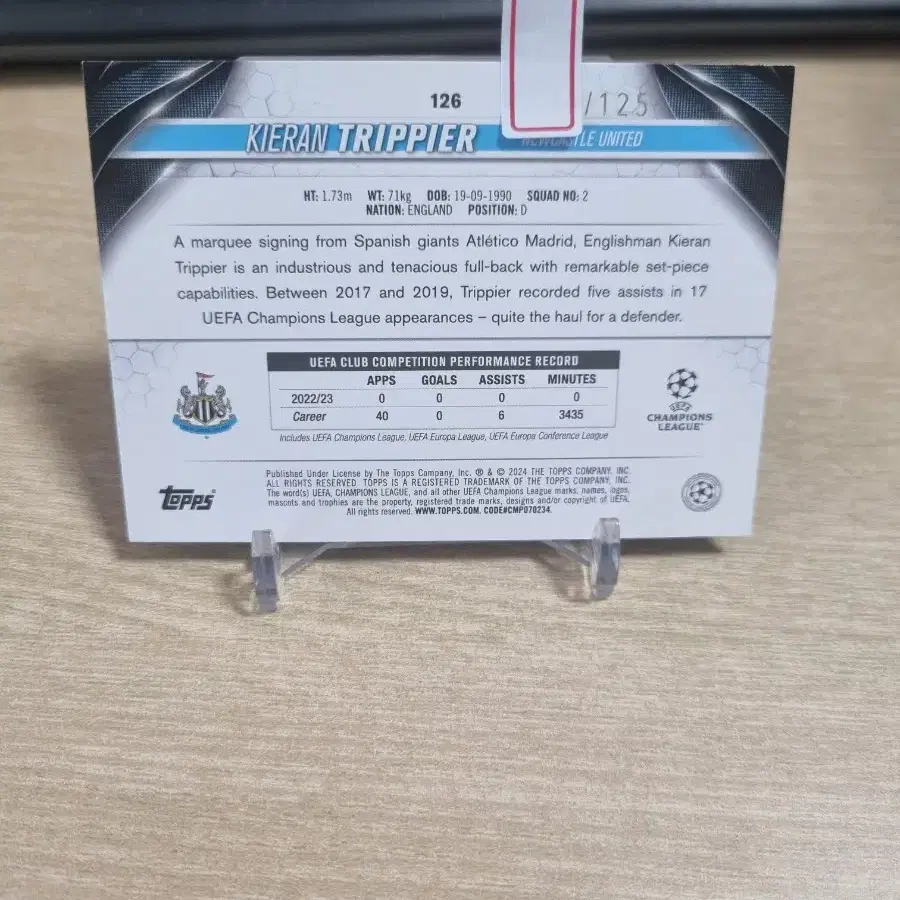 126
/125
KIERAN TRIPPIER
NEWCASTLE UNITED
HT: 1.73m WT: 71kg DOB: 19-09-1990 SQUAD NO: 2
NATION: ENGLAND POSITION: D
A marquee signing from Spanish giants Atlético Madrid, Englishman Kieran
Trippier is an industrious and tenacious full-back with remarkable set-piece
capabilities. Between 2017 and 2019, Trippier recorded five assists in 17
UEFA Champions League appearances – quite the haul for a defender.
UEFA CLUB COMPETITION PERFORMANCE RECORD
APPS GOALS ASSISTS MINUTES
2022/23 0 0 0 0
Career 40 0 6 3435
Includes UEFA Champions League, UEFA Europa League, UEFA Europa Conference League
UEFA
CHAMPIONS
LEAGUE
topps
Published Under License by The Topps Company, Inc. ® & © 2024 THE TOPPS COMPANY, INC.
ALL RIGHTS RESERVED. TOPPS IS A REGISTERED TRADEMARK OF THE TOPPS COMPANY, INC.
The word(s) UEFA, CHAMPIONS LEAGUE, and all other UEFA Champions League marks, names, logos,
mascots and trophies are the property, registered trade marks, designs and/or copyright of UEFA.
All rights reserved. WWW.TOPPS.COM. CODE#CMP070234.